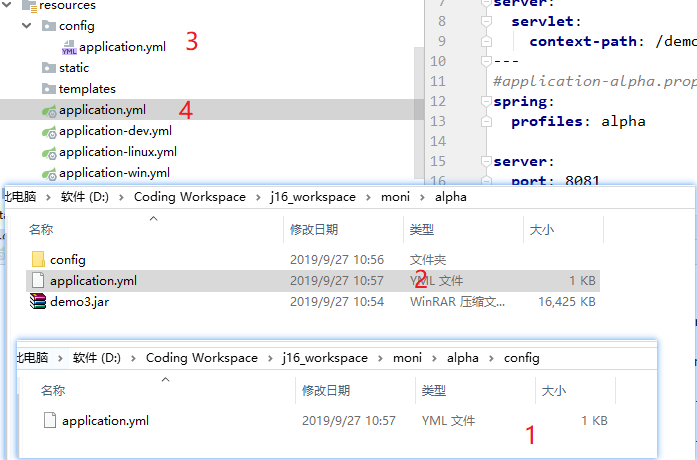 resources
config
application.yml
3
static
templates
application.yml
4
application-dev.yml
application-linux.yml
application-win.yml
7
server:
8
servlet:
9
context-path: /demo
10
---
11
#application-alpha.prop
12
spring:
13
profiles: alpha
14
15
server:
16
port: 8081
此电脑 > 软件 (D:) > Coding Workspace > j16_workspace > moni > alpha
名称 修改日期 类型 大小
config 2019/9/27 10:56 文件夹
application.yml 2019/9/27 10:57 YML 文件 1 KB
2
demo3.jar 2019/9/27 10:54 WinRAR 压缩文... 16,425 KB
此电脑 > 软件 (D:) > Coding Workspace > j16_workspace > moni > alpha > config
名称 修改日期 类型 大小
application.yml 2019/9/27 10:57 YML 文件 1 KB
1